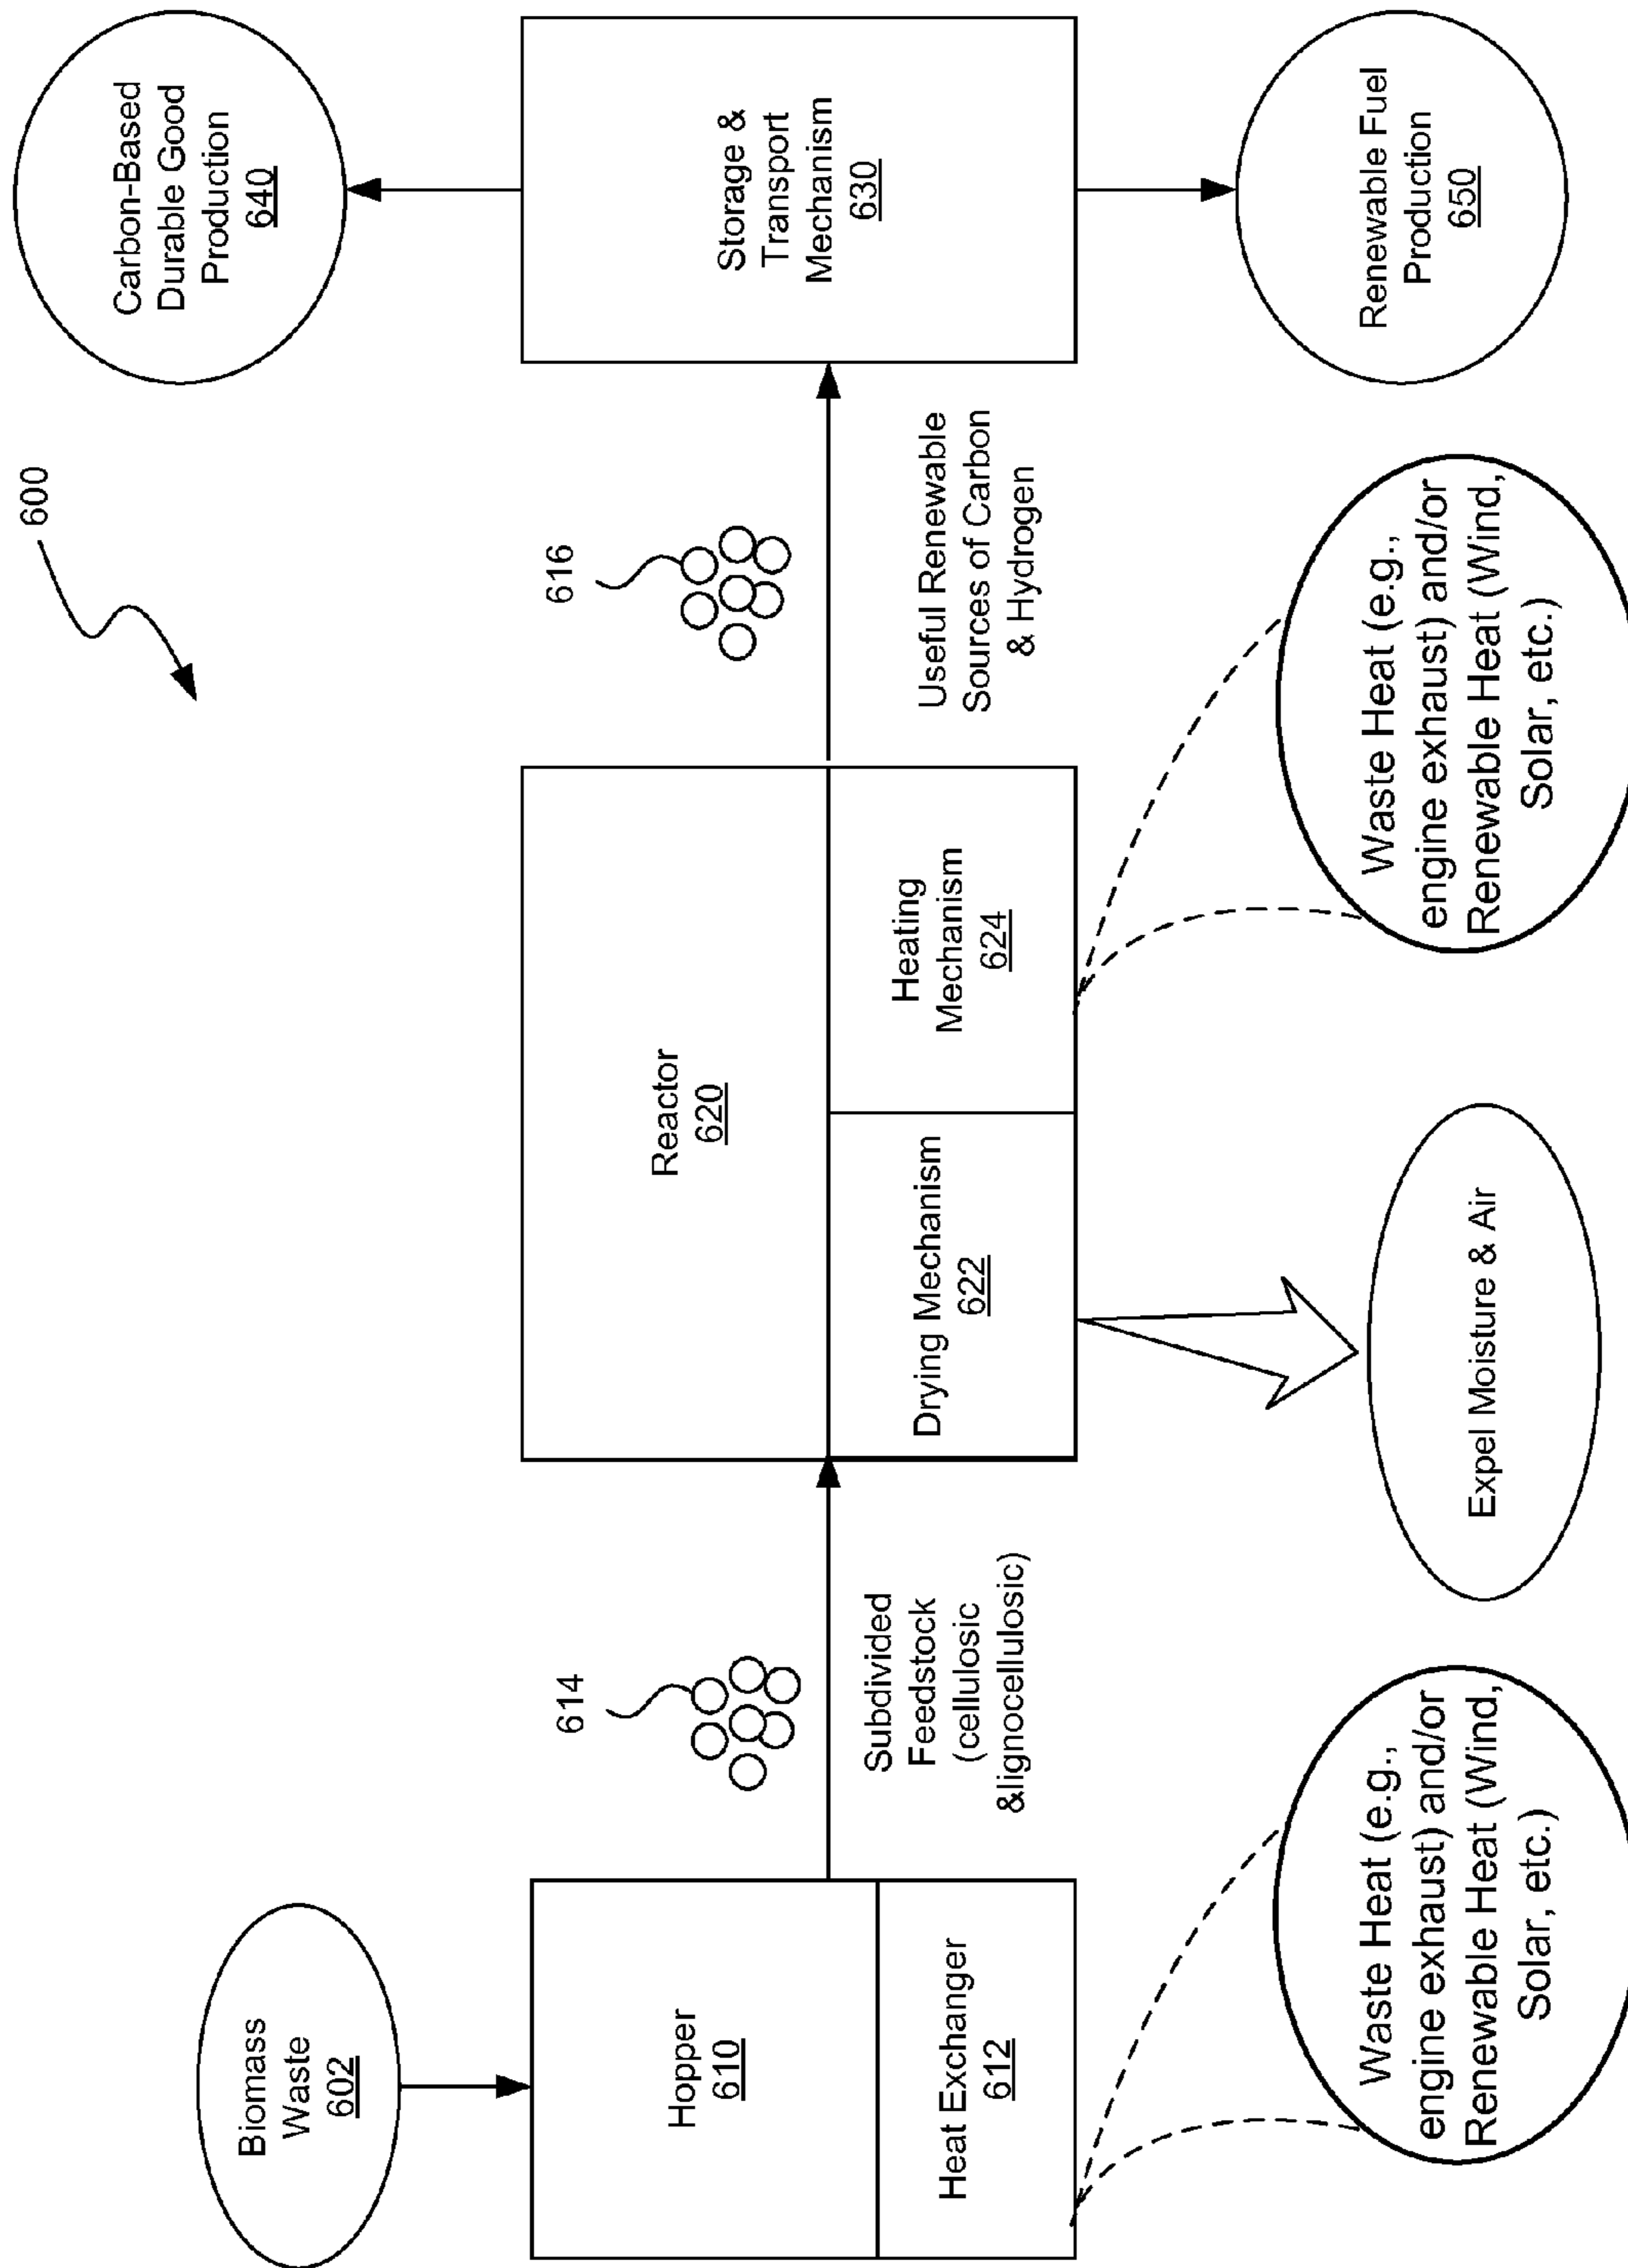 600
Biomass
Waste
602
Hopper
610
Heat Exchanger
612
Waste Heat (e.g.,
engine exhaust) and/or
Renewable Heat (Wind,
Solar, etc.)
614
Subdivided
Feedstock
(cellulosic
&lignocellulosic)
Reactor
620
Drying Mechanism
622
Heating
Mechanism
624
Expel Moisture & Air
Waste Heat (e.g.,
engine exhaust) and/or
Renewable Heat (Wind,
Solar, etc.)
616
Useful Renewable
Sources of Carbon
& Hydrogen
Carbon-Based
Durable Good
Production
640
Storage &
Transport
Mechanism
630
Renewable Fuel
Production
650